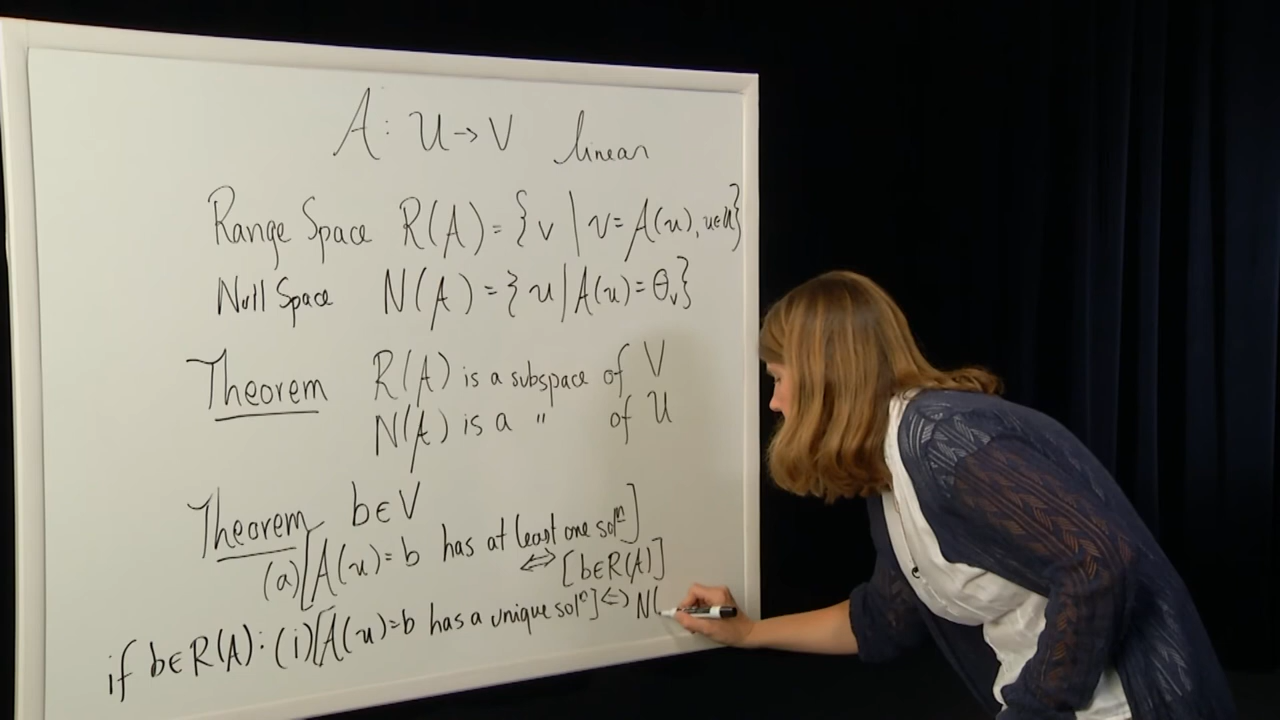 A: U → V linear
Range Space R(A) = {v | v = A(u), u∈U}
Null Space N(A) = {u | A(u) = θᵥ}
Theorem R(A) is a subspace of V
N(A) is a " of U
Theorem b∈V
(a) [A(u) = b has at least one solⁿ]
⇔ [b∈R(A)]
if b∈R(A): (i) [A(u) = b has a unique solⁿ] ⇔ N(